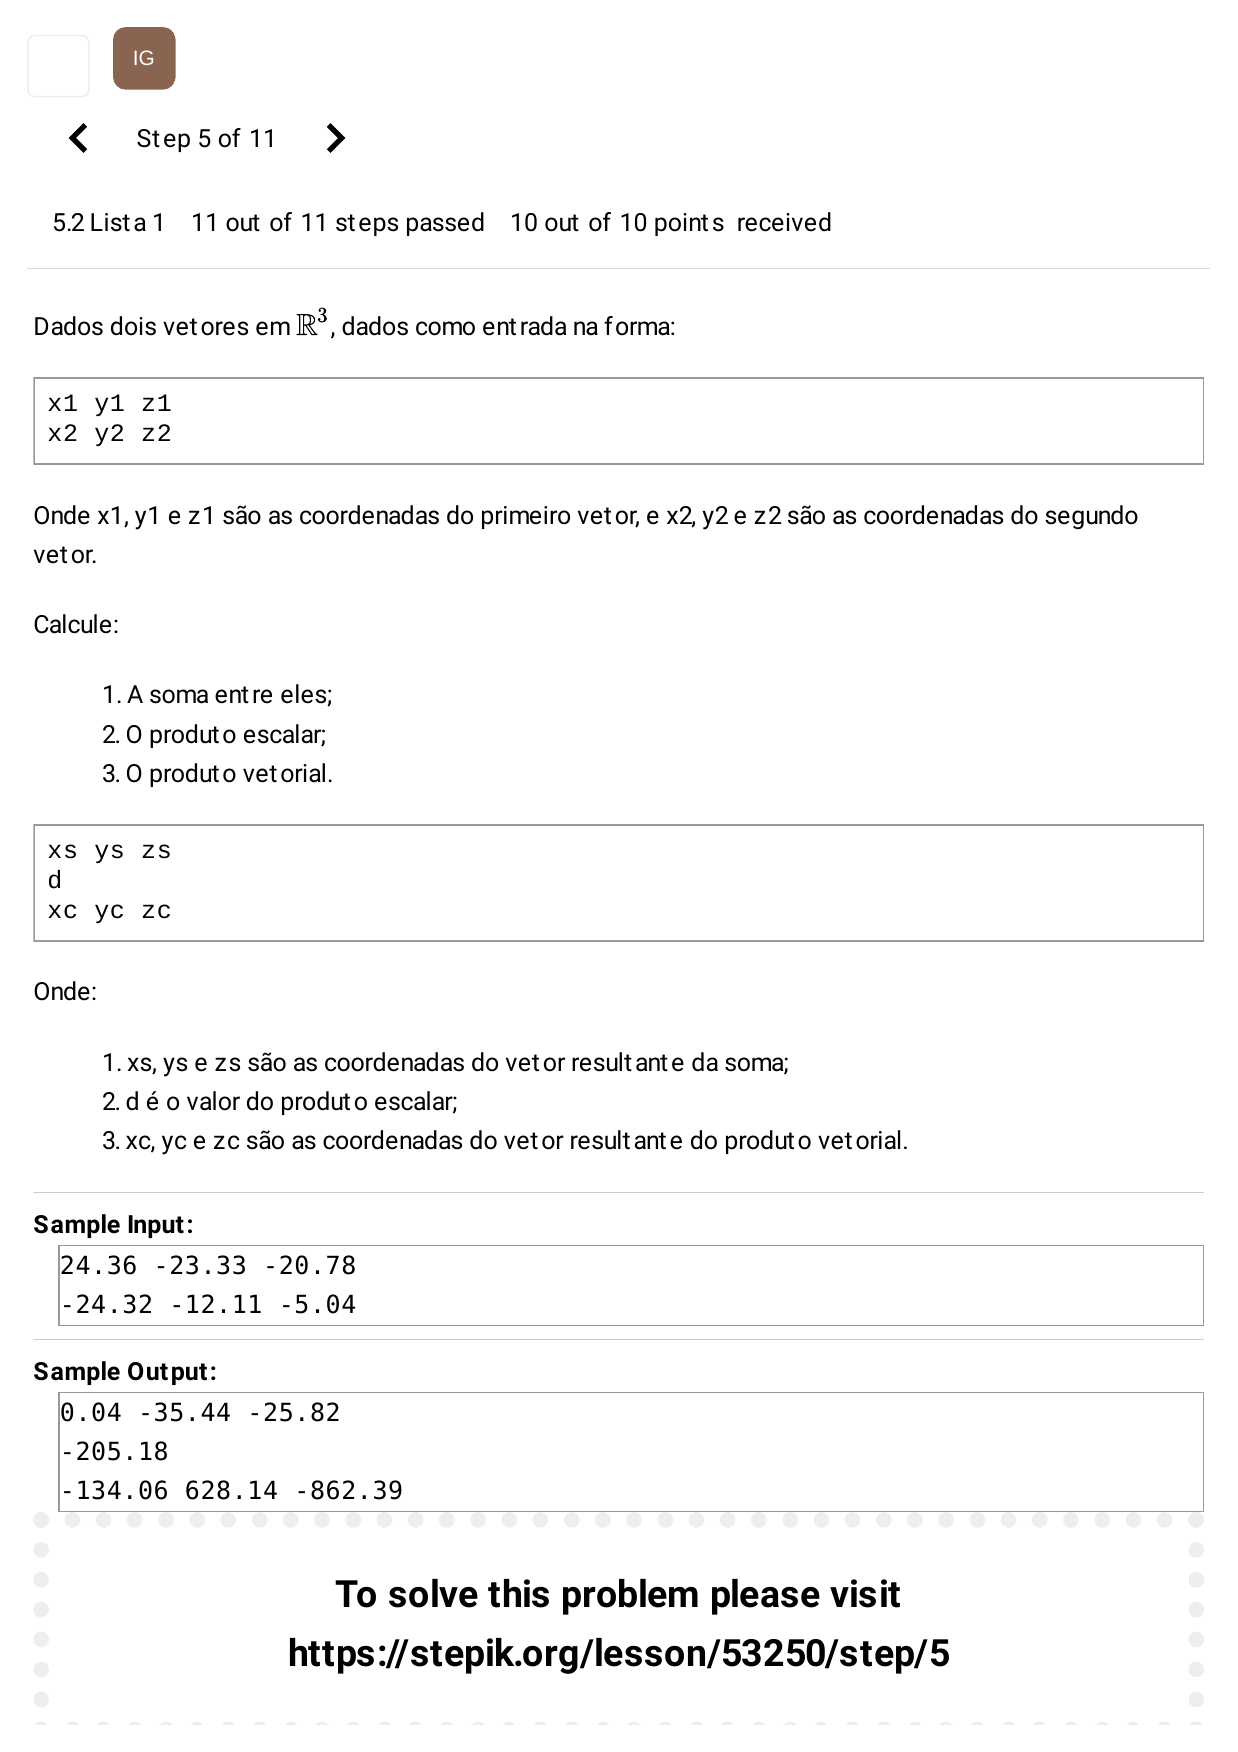 IG
Step 5 of 11
5.2 Lista 1 11 out of 11 steps passed 10 out of 10 points received
Dados dois vetores em ℝ³, dados como entrada na forma:
x1 y1 z1
x2 y2 z2
Onde x1, y1 e z1 são as coordenadas do primeiro vetor, e x2, y2 e z2 são as coordenadas do segundo
vetor.
Calcule:
1. A soma entre eles;
2. O produto escalar;
3. O produto vetorial.
xs ys zs
d
xc yc zc
Onde:
1. xs, ys e zs são as coordenadas do vetor resultante da soma;
2. d é o valor do produto escalar;
3. xc, yc e zc são as coordenadas do vetor resultante do produto vetorial.
Sample Input:
24.36 -23.33 -20.78
-24.32 -12.11 -5.04
Sample Output:
0.04 -35.44 -25.82
-205.18
-134.06 628.14 -862.39
To solve this problem please visit
https://stepik.org/lesson/53250/step/5